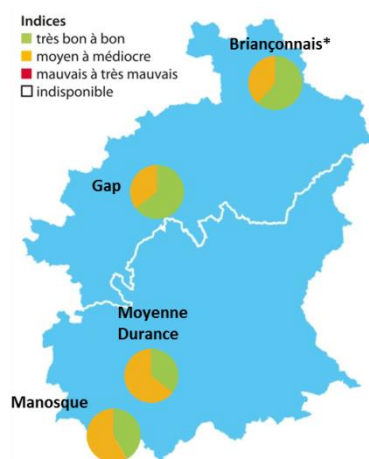 Indices
très bon à bon
moyen à médiocre
mauvais à très mauvais
indisponible
Briançonnais*
Gap
Moyenne
Durance
Manosque